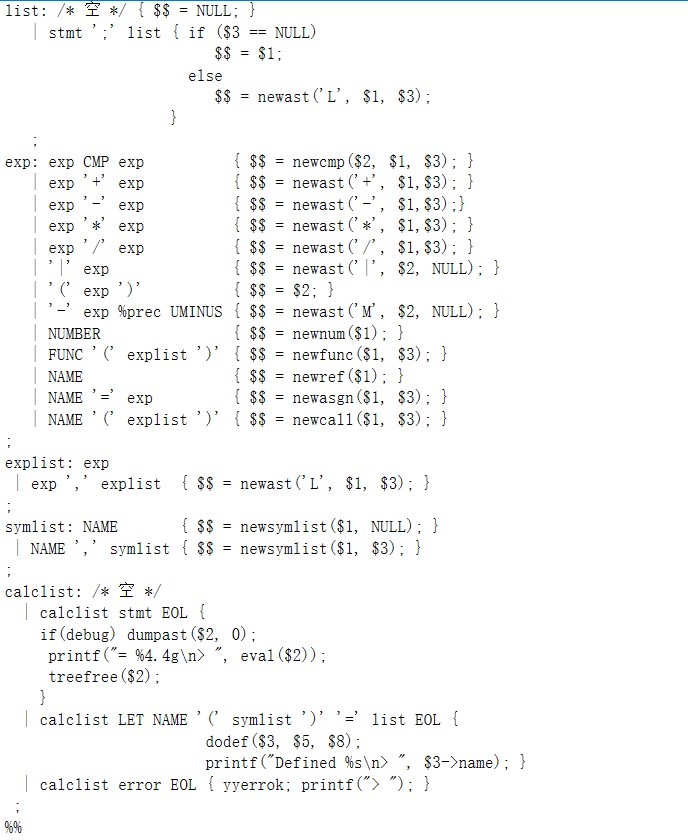 list: /* 空 */ { $$ = NULL; }
| stmt ';' list { if ($3 == NULL)
$$ = $1;
else
$$ = newast('L', $1, $3);
}
;
exp: exp CMP exp { $$ = newcmp($2, $1, $3); }
| exp '+' exp { $$ = newast('+', $1,$3); }
| exp '-' exp { $$ = newast('-', $1,$3);}
| exp '*' exp { $$ = newast('*', $1,$3); }
| exp '/' exp { $$ = newast('/', $1,$3); }
| '|' exp { $$ = newast('|', $2, NULL); }
| '(' exp ')' { $$ = $2; }
| '-' exp %prec UMINUS { $$ = newast('M', $2, NULL); }
| NUMBER { $$ = newnum($1); }
| FUNC '(' explist ')' { $$ = newfunc($1, $3); }
| NAME { $$ = newref($1); }
| NAME '=' exp { $$ = newasgn($1, $3); }
| NAME '(' explist ')' { $$ = newcall($1, $3); }
;
explist: exp
| exp ',' explist { $$ = newast('L', $1, $3); }
;
symlist: NAME { $$ = newsymlist($1, NULL); }
| NAME ',' symlist { $$ = newsymlist($1, $3); }
;
calclist: /* 空 */
| calclist stmt EOL {
if(debug) dumpast($2, 0);
printf("= %4.4g\n> ", eval($2));
treefree($2);
}
| calclist LET NAME '(' symlist ')' '=' list EOL {
dodef($3, $5, $8);
printf("Defined %s\n> ", $3->name); }
| calclist error EOL { yyerrok; printf("> "); }
;
%%